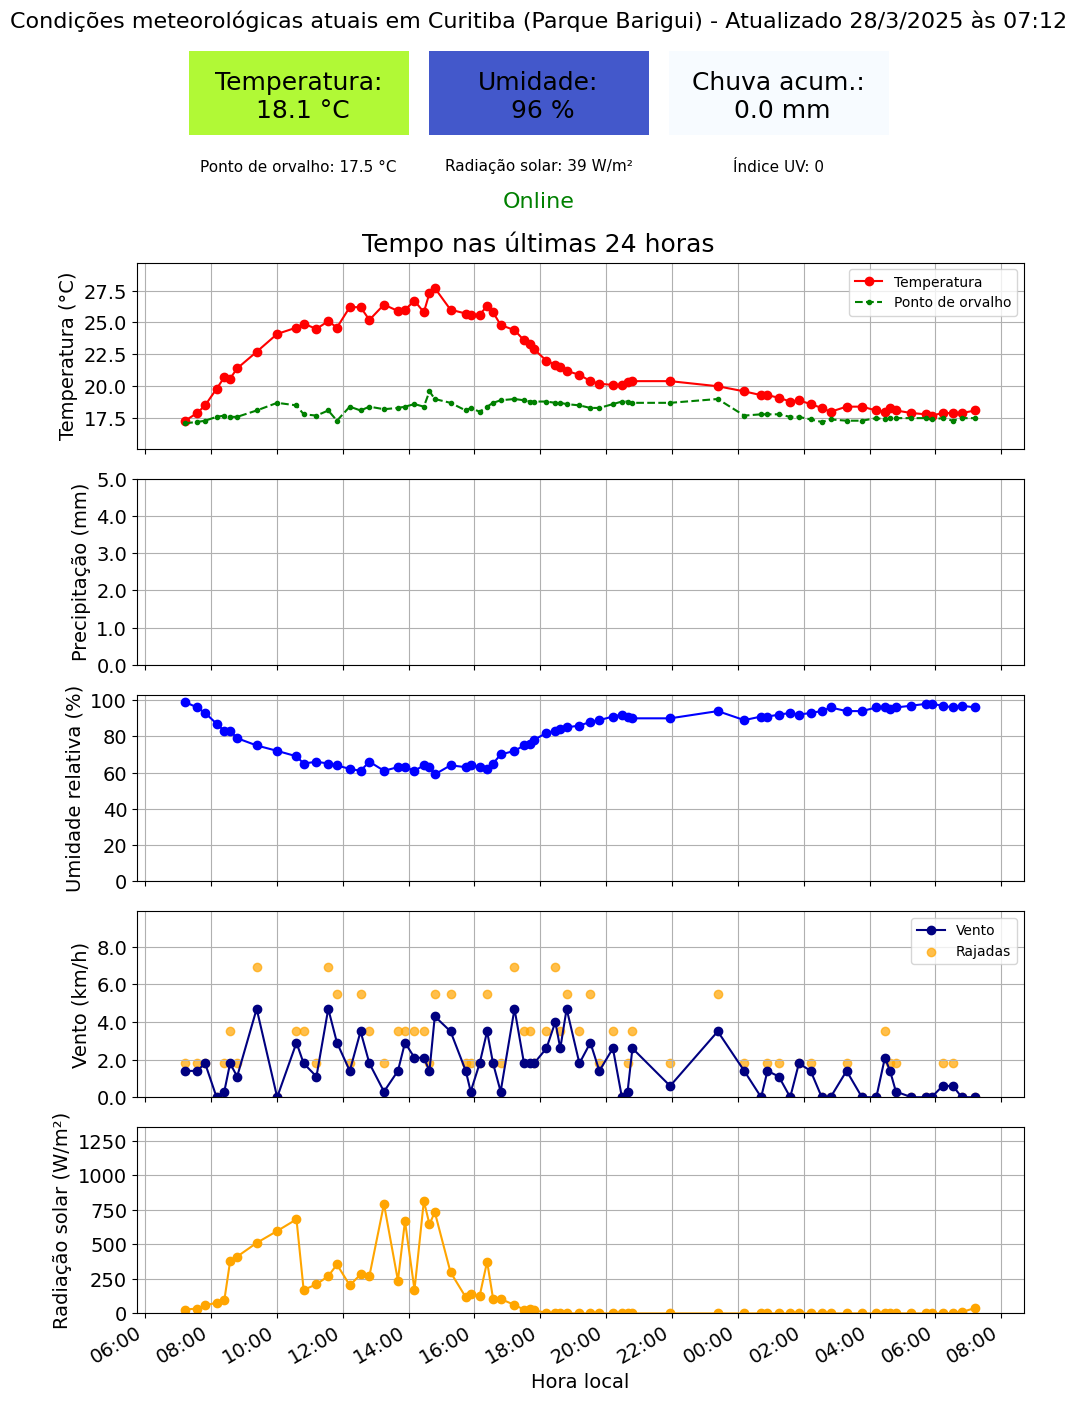 Condições meteorológicas atuais em Curitiba (Parque Barigui) - Atualizado 28/3/2025 às 07:12
Temperatura:
18.1 °C
Umidade:
96 %
Chuva acum.:
0.0 mm
Ponto de orvalho: 17.5 °C
Radiação solar: 39 W/m²
Índice UV: 0
Online
Tempo nas últimas 24 horas
Temperatura (°C)
27.5
25.0
22.5
20.0
17.5
Temperatura
Ponto de orvalho
Precipitação (mm)
5.0
4.0
3.0
2.0
1.0
0.0
Umidade relativa (%)
100
80
60
40
20
0
Vento (km/h)
8.0
6.0
4.0
2.0
0.0
Vento
Rajadas
Radiação solar (W/m²)
1250
1000
750
500
250
0
06:00 08:00 10:00 12:00 14:00 16:00 18:00 20:00 22:00 00:00 02:00 04:00 06:00 08:00
Hora local